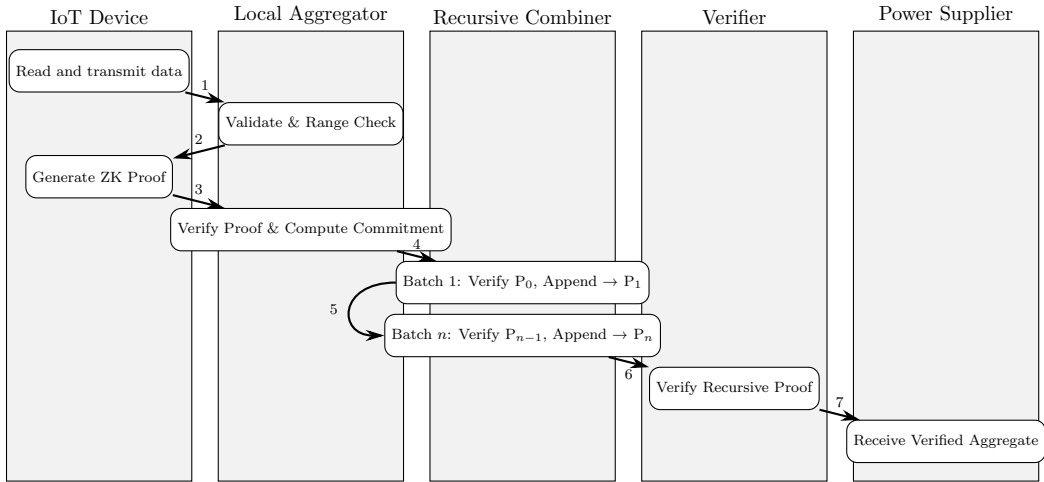 IoT Device
Local Aggregator
Recursive Combiner
Verifier
Power Supplier
Read and transmit data
1
Validate & Range Check
2
Generate ZK Proof
3
Verify Proof & Compute Commitment
4
Batch 1: Verify P₀, Append → P₁
5
Batch n: Verify Pₙ₋₁, Append → Pₙ
6
Verify Recursive Proof
7
Receive Verified Aggregate